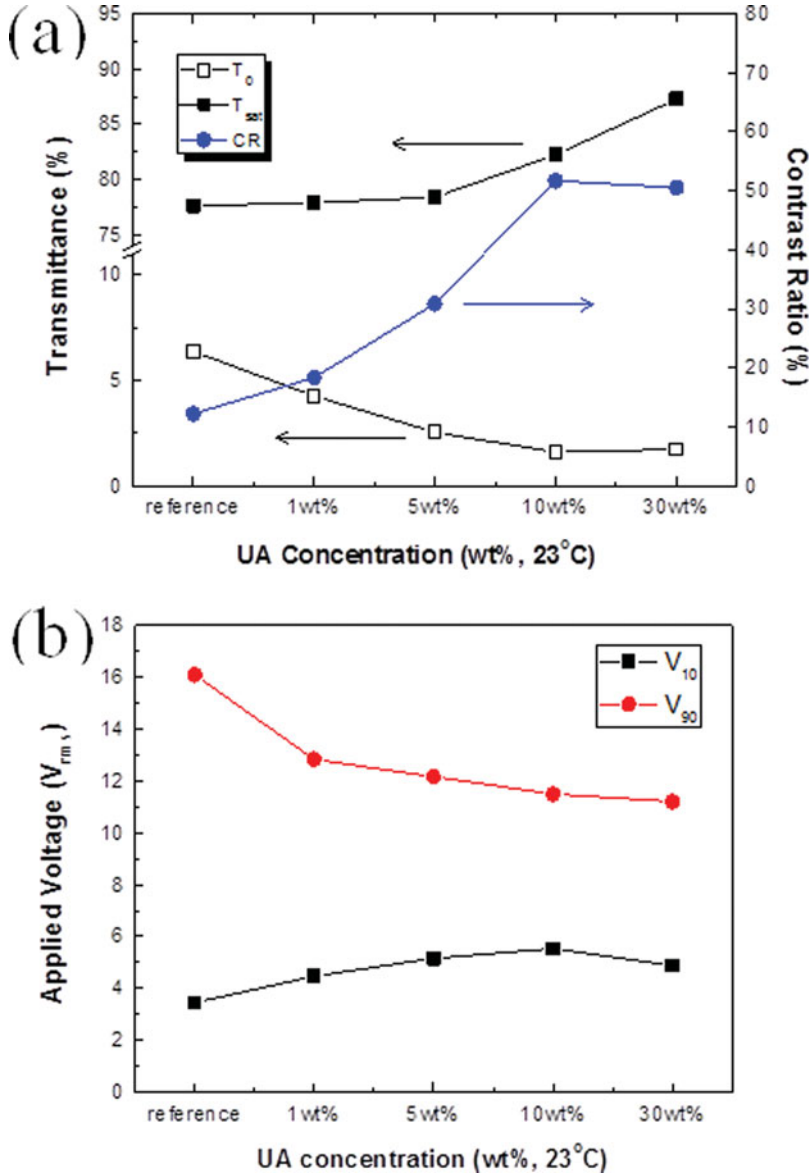 (a)
T0
Tsat
CR
Transmittance (%)
95
90
85
80
75
10
5
0
Contrast Ratio (%)
80
70
60
50
40
30
20
10
0
reference 1wt% 5wt% 10wt% 30wt%
UA Concentration (wt%, 23°C)
(b)
V10
V90
Applied Voltage (Vrm,
18
16
14
12
10
8
6
4
2
0
reference 1wt% 5wt% 10wt% 30wt%
UA concentration (wt%, 23°C)